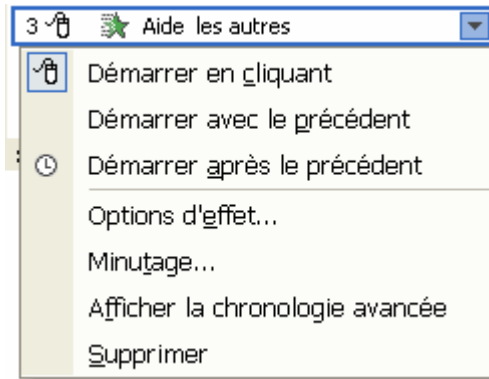 3 Aide les autres
Démarrer en cliquant
Démarrer avec le précédent
Démarrer après le précédent
Options d'effet...
Minutage...
Afficher la chronologie avancée
Supprimer